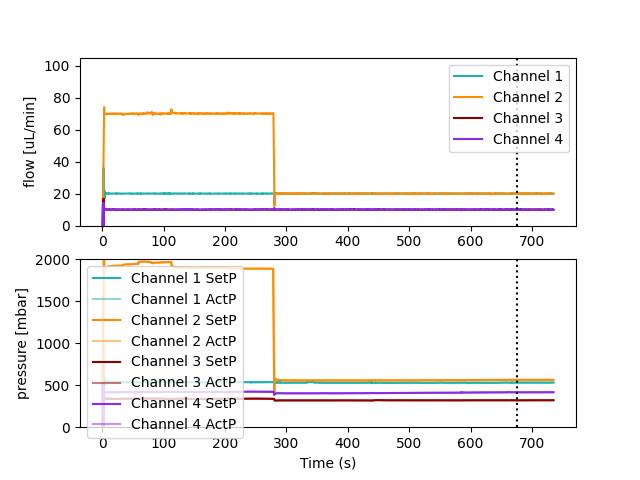 100
80
60
40
20
0
flow [uL/min]
Channel 1
Channel 2
Channel 3
Channel 4
0 100 200 300 400 500 600 700
2000
1500
1000
500
0
pressure [mbar]
Channel 1 SetP
Channel 1 ActP
Channel 2 SetP
Channel 2 ActP
Channel 3 SetP
Channel 3 ActP
Channel 4 SetP
Channel 4 ActP
0 100 200 300 400 500 600 700
Time (s)